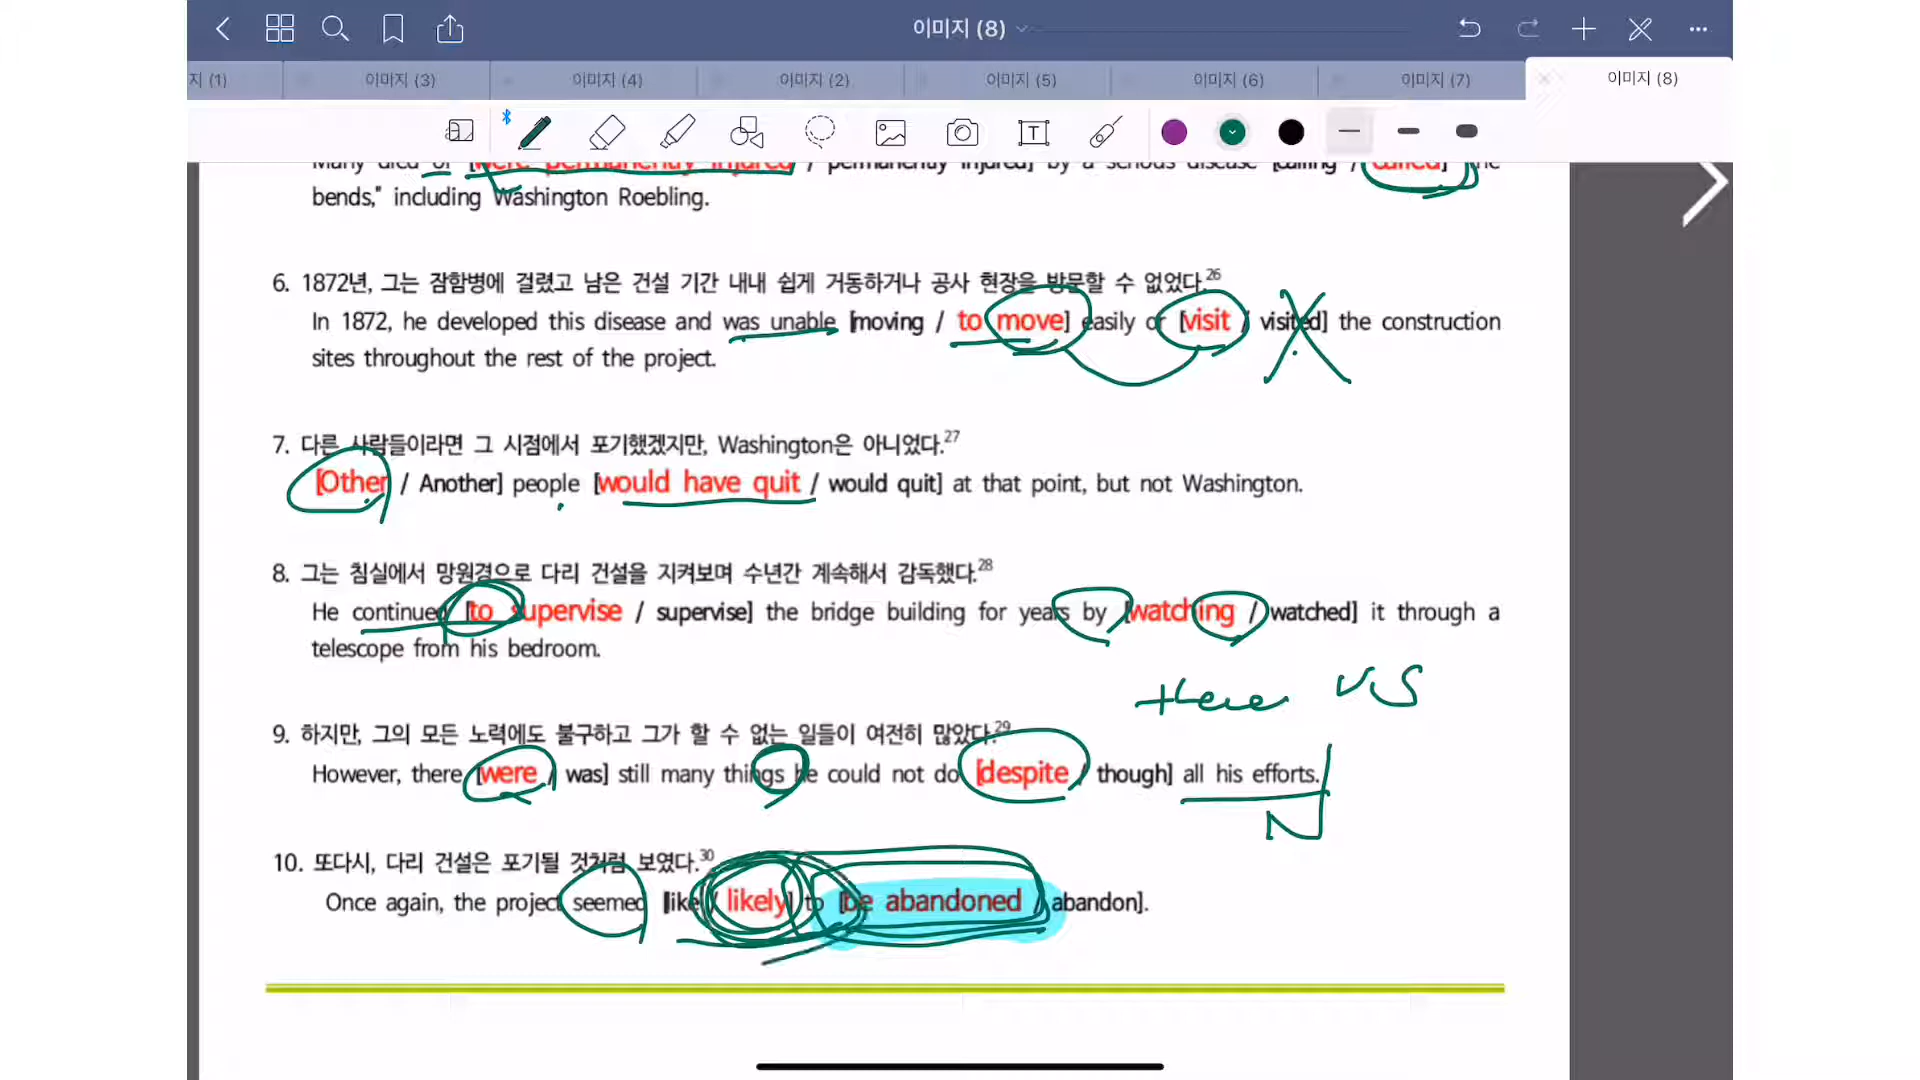 이미지 (8)
지 (1)
이미지 (3)
이미지 (4)
이미지 (2)
이미지 (5)
이미지 (6)
이미지 (7)
이미지 (8)
Many died or [were permanently injured / permanently injured] by a serious disease [calling / called] "the
bends," including Washington Roebling.
6. 1872년, 그는 잠함병에 걸렸고 남은 건설 기간 내내 쉽게 거동하거나 공사 현장을 방문할 수 없었다.26
In 1872, he developed this disease and was unable [moving / to move] easily or [visit / visited] the construction
sites throughout the rest of the project.
7. 다른 사람들이라면 그 시점에서 포기했겠지만, Washington은 아니었다.27
[Other / Another] people [would have quit / would quit] at that point, but not Washington.
8. 그는 침실에서 망원경으로 다리 건설을 지켜보며 수년간 계속해서 감독했다.28
He continued [to supervise / supervise] the bridge building for years by [watching / watched] it through a
telescope from his bedroom.
there vs
9. 하지만, 그의 모든 노력에도 불구하고 그가 할 수 없는 일들이 여전히 많았다.29
However, there [were / was] still many things he could not do [despite / though] all his efforts.
N
10. 또다시, 다리 건설은 포기될 것처럼 보였다.30
Once again, the project seemed [like / likely] to [be abandoned / abandon].